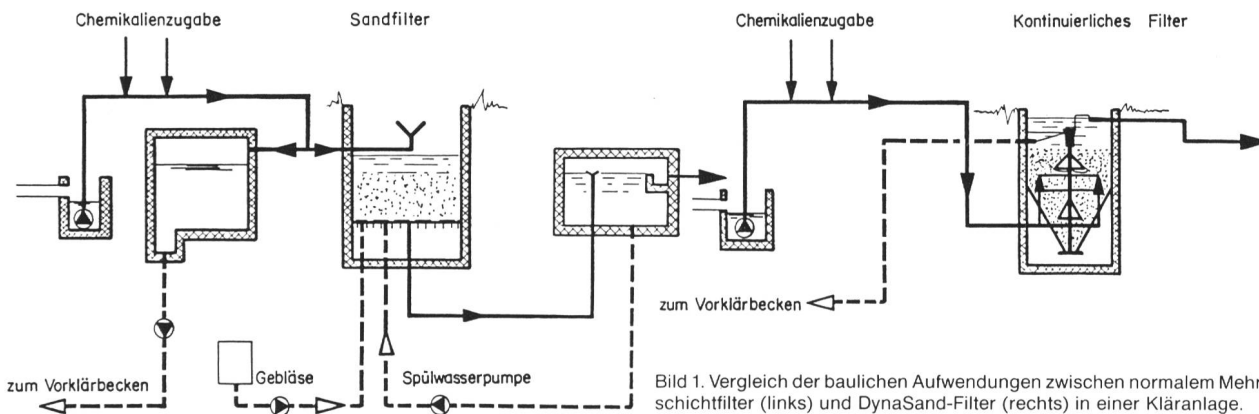 Chemikalienzugabe
Sandfilter
Chemikalienzugabe
Kontinuierliches Filter
zum Vorklärbecken
zum Vorklärbecken
Gebläse
Spülwasserpumpe
Bild 1. Vergleich der baulichen Aufwendungen zwischen normalem Mehr
schichtfilter (links) und DynaSand-Filter (rechts) in einer Kläranlage.